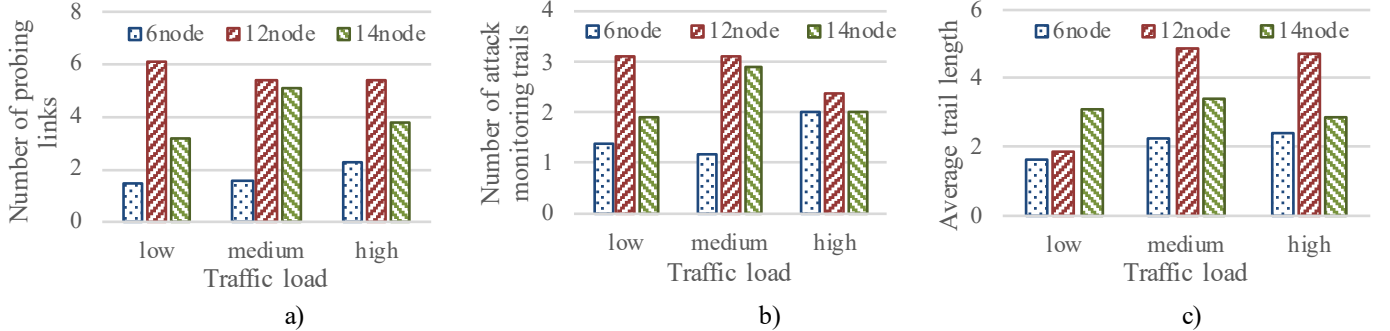 Number of probing
links
8
6
4
2
0
6node 12node 14node
low medium high
Traffic load
a)
Number of attack
monitoring trails
4
3
2
1
0
6node 12node 14node
low medium high
Traffic load
b)
Average trail length
6
4
2
0
6node 12node 14node
low medium high
Traffic load
c)